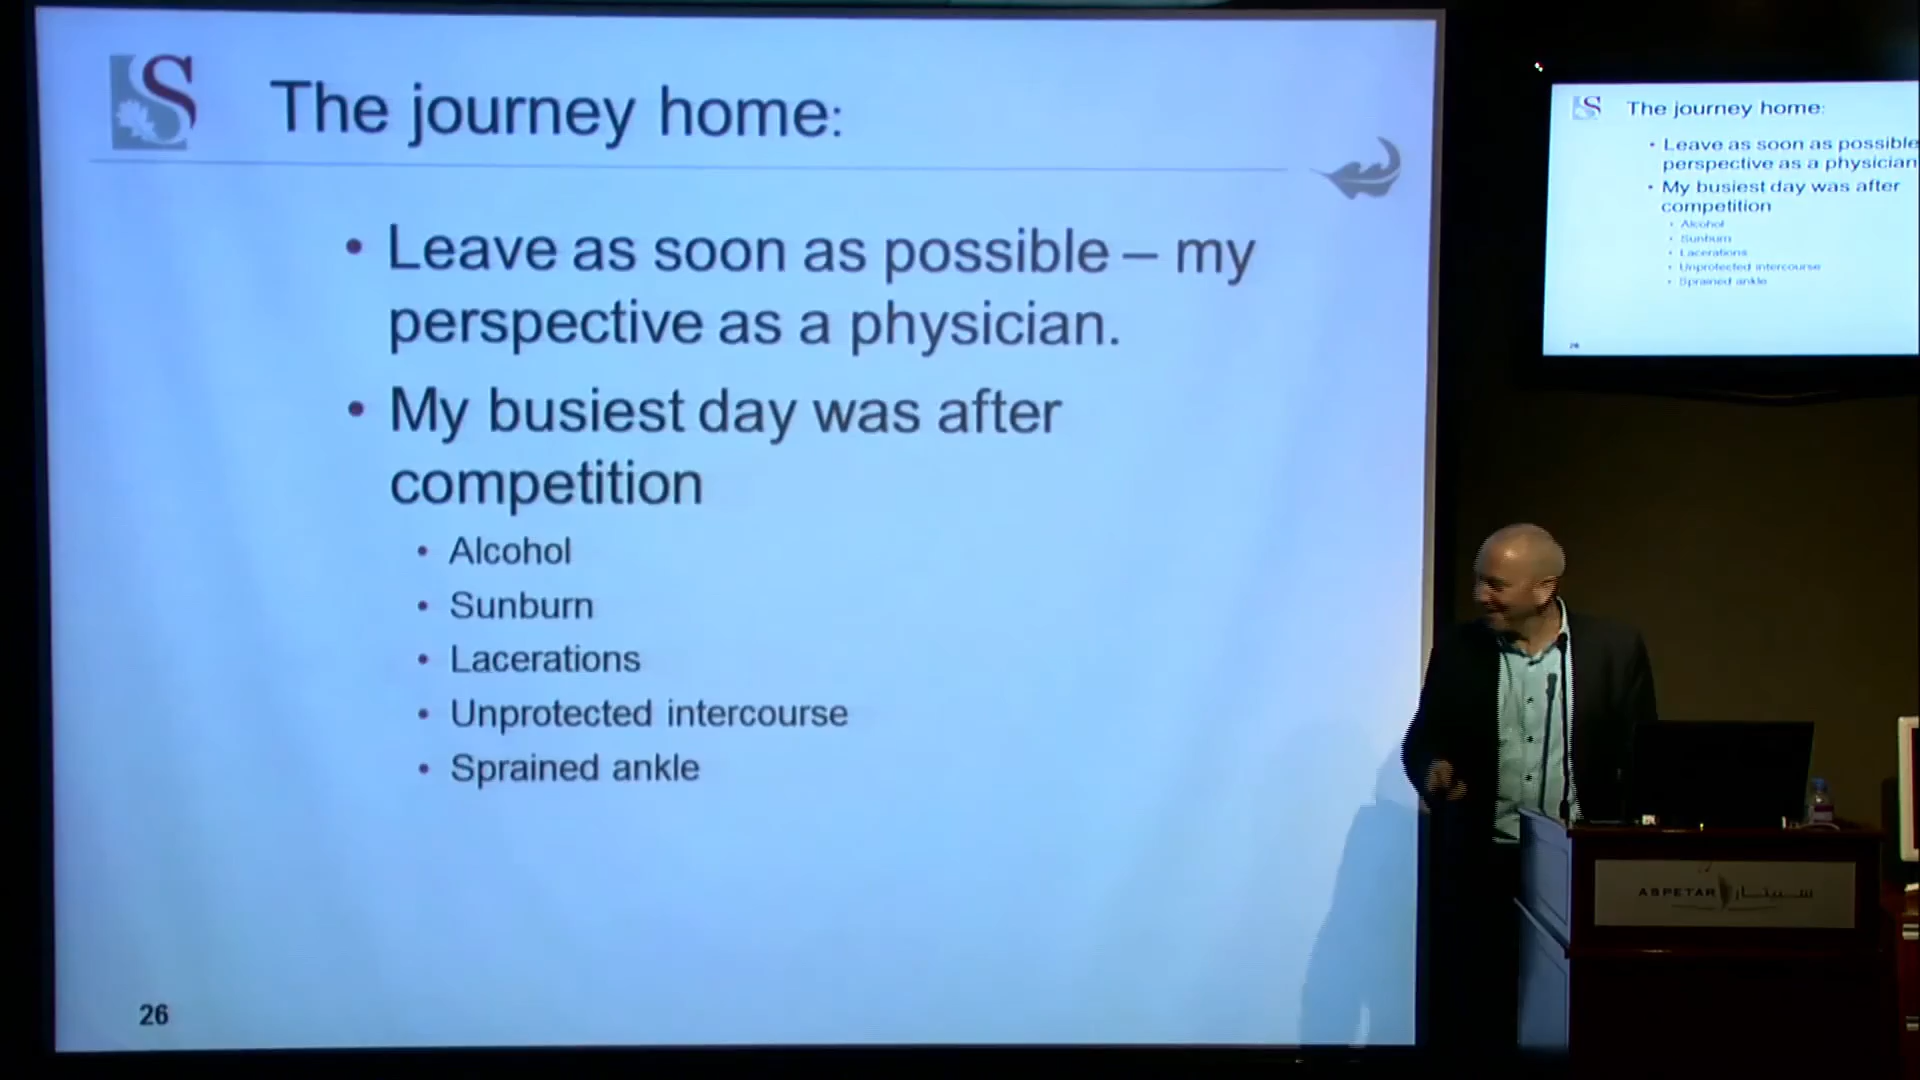 S
The journey home:
• Leave as soon as possible – my
perspective as a physician.
• My busiest day was after
competition
• Alcohol
• Sunburn
• Lacerations
• Unprotected intercourse
• Sprained ankle
26
S
The journey home:
• Leave as soon as possible
perspective as a physician
• My busiest day was after
competition
• Alcohol
• Sunburn
• Lacerations
• Unprotected intercourse
• Sprained ankle
26
ASPETAR سبيتار